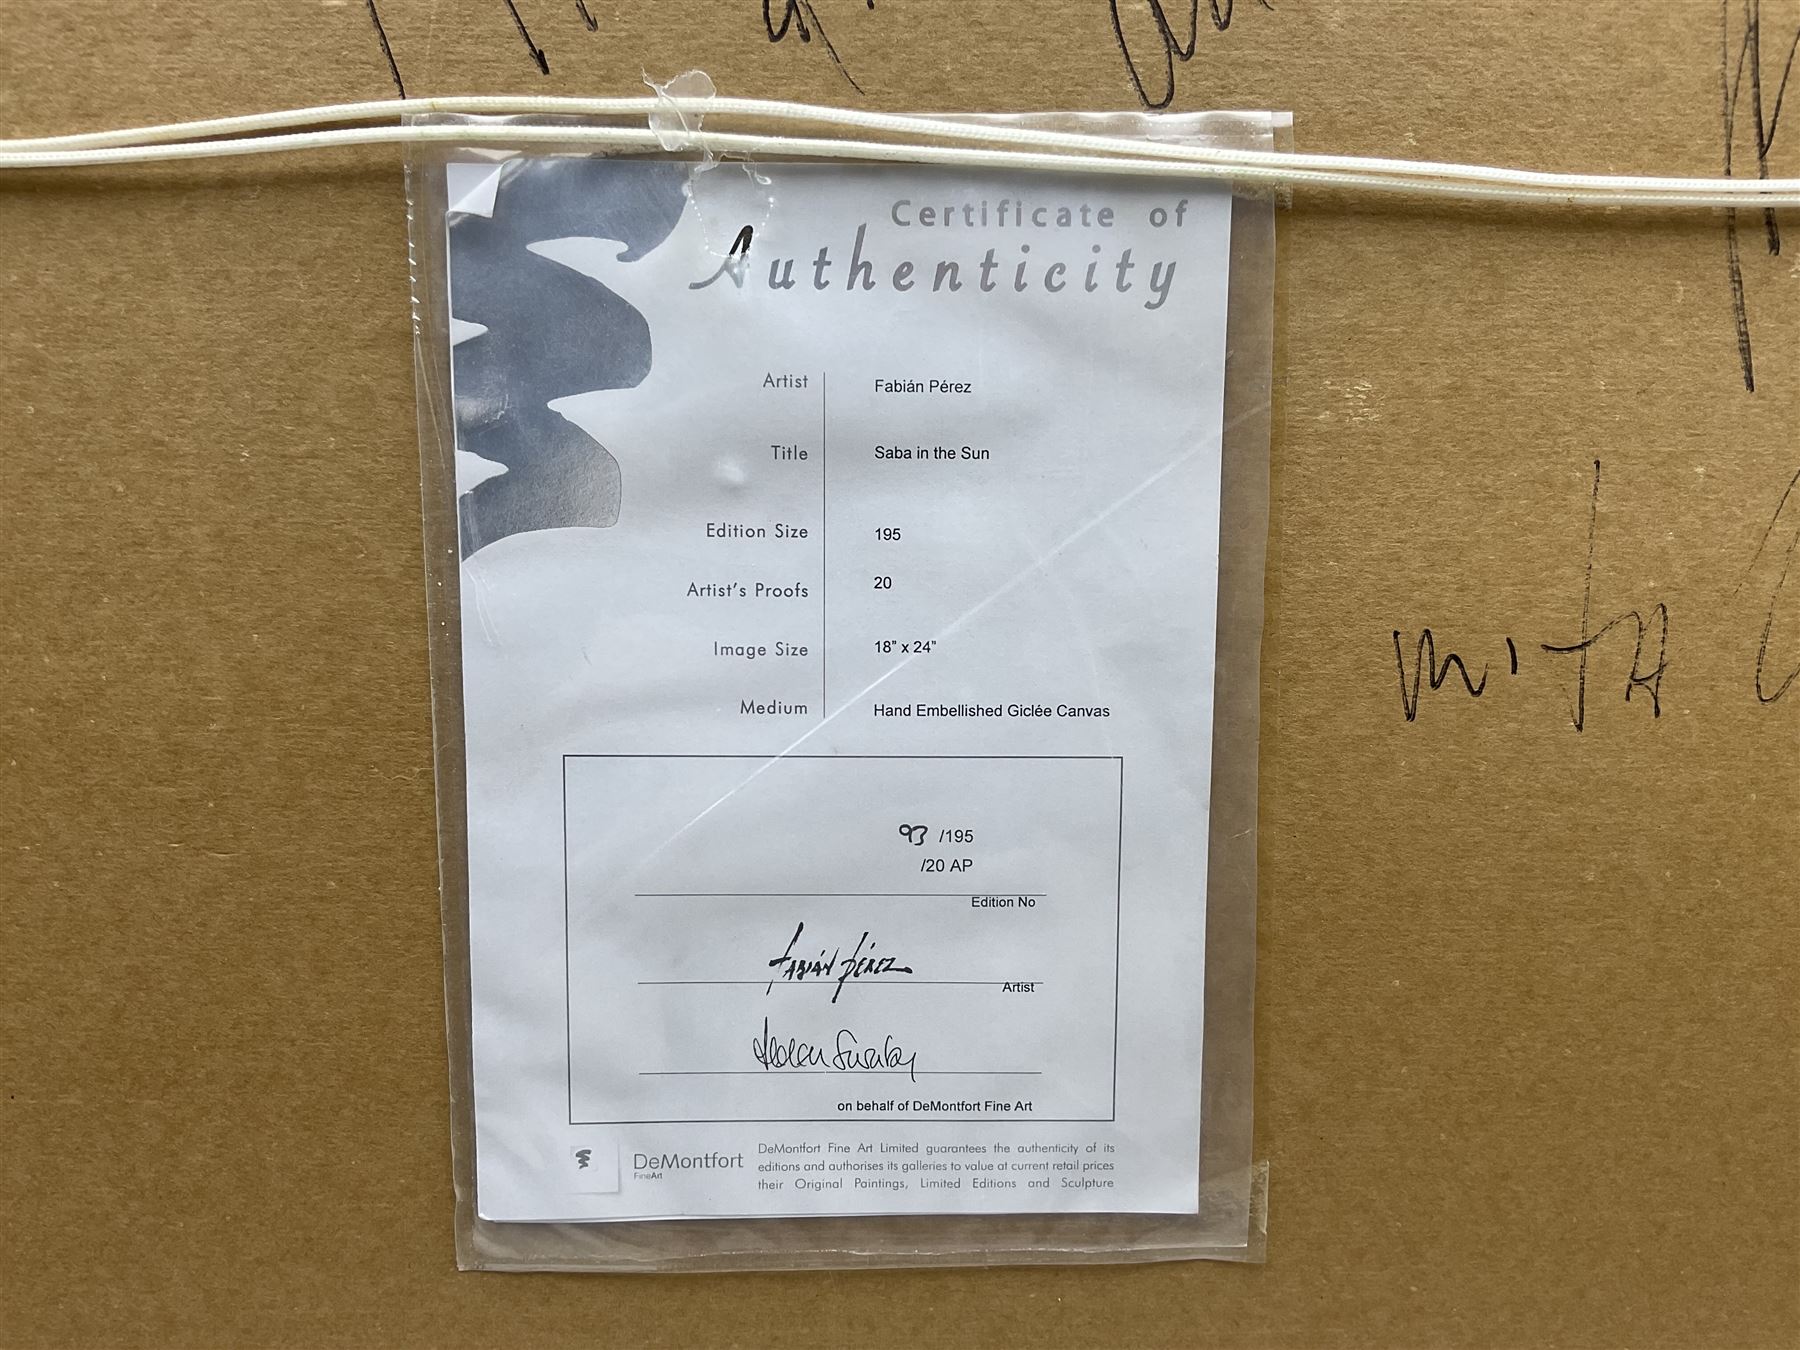 Certificate of
Authenticity
Artist Fabián Pérez
Title Saba in the Sun
Edition Size 195
Artist's Proofs 20
Image Size 18" x 24"
Medium Hand Embellished Giclée Canvas
with
93 /195
/20 AP
Edition No
Fabián Pérez
Artist
on behalf of DeMontfort Fine Art
DeMontfort
FineArt
DeMontfort Fine Art Limited guarantees the authenticity of its
editions and authorises its galleries to value at current retail prices
their Original Paintings, Limited Editions and Sculpture